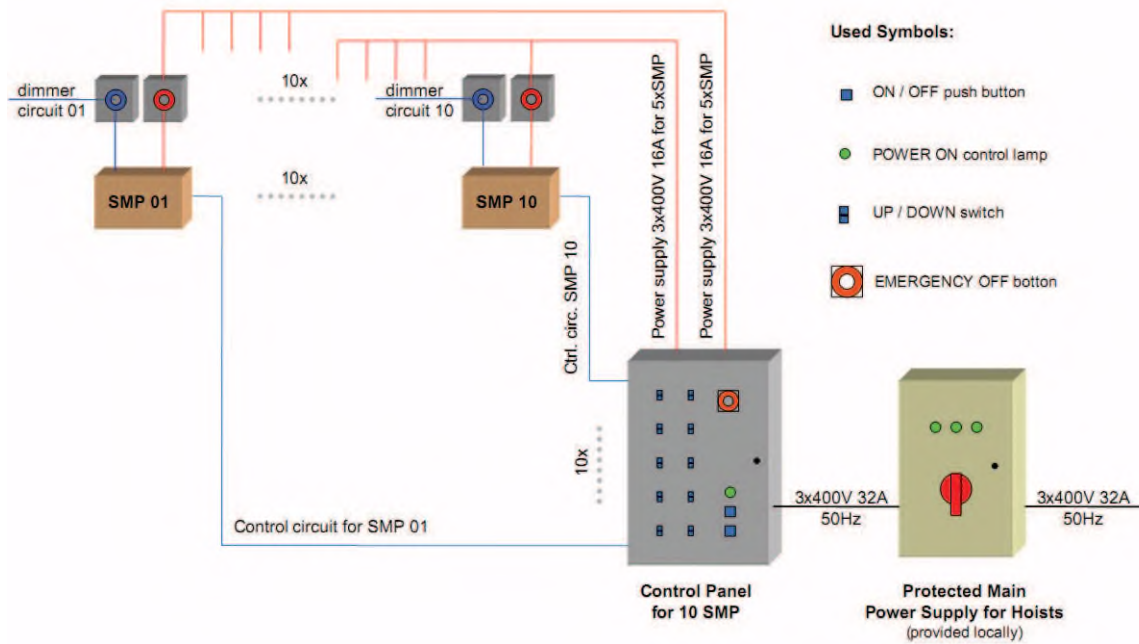 dimmer
circuit 01
10x
dimmer
circuit 10
10x
SMP 01
SMP 10
Ctrl. circ. SMP 10
Power supply 3x400V 16A for 5xSMP
Power supply 3x400V 16A for 5xSMP
Used Symbols:
ON / OFF push button
POWER ON control lamp
UP / DOWN switch
EMERGENCY OFF botton
10x
Control circuit for SMP 01
3x400V 32A
50Hz
3x400V 32A
50Hz
Control Panel
for 10 SMP
Protected Main
Power Supply for Hoists
(provided locally)